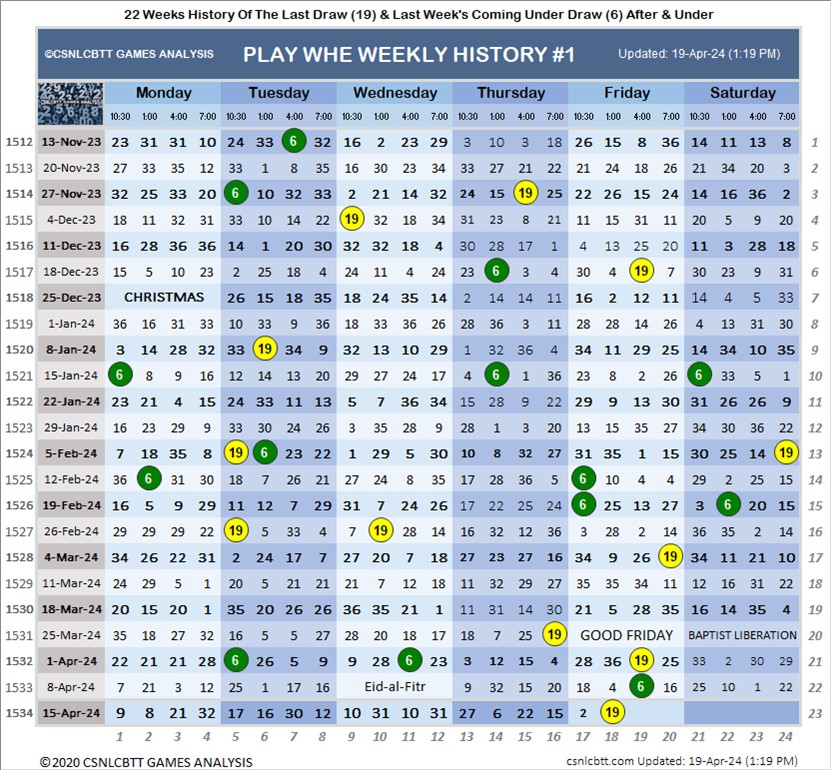 22 Weeks History Of The Last Draw (19) & Last Week's Coming Under Draw (6) After & Under
©CSNLCBTT GAMES ANALYSIS PLAY WHE WEEKLY HISTORY #1 Updated: 19-Apr-24 (1:19 PM)
CSNLCBTT GAMES ANALYSIS Monday Tuesday Wednesday Thursday Friday Saturday
10:30 1:00 4:00 7:00 10:30 1:00 4:00 7:00 10:30 1:00 4:00 7:00 10:30 1:00 4:00 7:00 10:30 1:00 4:00 7:00 10:30 1:00 4:00 7:00
1512 13-Nov-23 23 31 31 10 24 33 6 32 16 2 23 29 3 10 3 18 26 15 8 36 14 11 13 8 1
1513 20-Nov-23 27 33 35 12 33 1 6 35 16 30 23 34 33 27 21 22 21 24 18 26 21 34 20 3 2
1514 27-Nov-23 32 25 33 20 6 10 32 33 2 21 14 32 24 15 19 25 22 26 15 24 14 16 36 2 3
1515 4-Dec-23 18 11 32 31 33 10 14 22 19 32 18 34 31 23 8 21 11 15 31 11 20 5 9 20 4
1516 11-Dec-23 16 28 36 36 14 1 20 30 32 32 18 4 30 28 17 1 4 13 25 20 11 3 28 18 5
1517 18-Dec-23 15 5 10 23 2 25 18 4 24 11 4 24 23 6 3 4 30 4 19 7 30 23 9 31 6
1518 25-Dec-23 CHRISTMAS 26 15 18 35 18 24 35 14 2 14 14 11 16 2 12 11 14 4 5 33 7
1519 1-Jan-24 36 16 31 33 10 33 9 36 18 33 36 26 28 36 3 11 28 28 14 26 4 13 31 30 8
1520 8-Jan-24 3 14 28 32 33 19 34 9 32 13 10 29 1 32 36 4 34 11 29 25 14 34 10 35 9
1521 15-Jan-24 6 8 9 16 12 14 13 20 29 27 24 17 4 6 1 36 23 8 2 26 6 23 5 1 10
1522 22-Jan-24 23 21 4 15 24 33 11 13 5 7 36 34 15 28 9 22 29 9 13 30 31 26 26 9 11
1523 29-Jan-24 16 23 29 9 33 30 24 26 3 35 28 9 28 1 3 20 13 15 35 27 34 30 36 22 12
1524 5-Feb-24 7 18 35 8 19 6 23 22 1 29 5 30 10 8 32 27 31 35 1 15 30 25 14 19 13
1525 12-Feb-24 36 6 31 30 18 7 26 21 27 24 8 35 17 28 36 5 6 10 4 4 29 2 25 15 14
1526 19-Feb-24 16 5 9 29 11 12 7 29 31 7 24 26 17 22 25 24 6 25 13 27 3 6 20 15 15
1527 26-Feb-24 29 29 29 22 19 5 33 4 7 19 28 14 16 32 12 36 3 28 2 14 36 35 2 14 16
1528 4-Mar-24 34 26 22 31 2 24 17 7 27 20 7 18 27 23 27 16 34 9 26 19 34 11 21 10 17
1529 11-Mar-24 24 29 5 1 20 5 21 21 21 7 12 18 11 32 29 27 35 35 34 11 12 16 31 22 18
1530 18-Mar-24 20 15 20 1 35 20 26 26 36 35 21 1 11 31 14 30 21 5 28 35 16 14 35 4 19
1531 25-Mar-24 35 18 27 32 16 5 5 27 28 20 18 17 18 7 25 19 GOOD FRIDAY BAPTIST LIBERATION 20
1532 1-Apr-24 22 21 21 28 6 26 5 9 9 28 6 23 3 12 15 4 28 36 19 25 33 2 30 29 21
1533 8-Apr-24 7 21 3 12 25 1 17 16 Eid-al-Fitr 9 32 15 20 18 4 6 16 25 10 1 22 22
1534 15-Apr-24 9 8 21 32 17 16 30 12 10 31 10 31 27 6 22 15 2 19 23
1 2 3 4 5 6 7 8 9 10 11 12 13 14 15 16 17 18 19 20 21 22 23 24
©2020 CSNLCBTT GAMES ANALYSIS csnlcbtt.com Updated: 19-Apr-24 (1:19 PM)